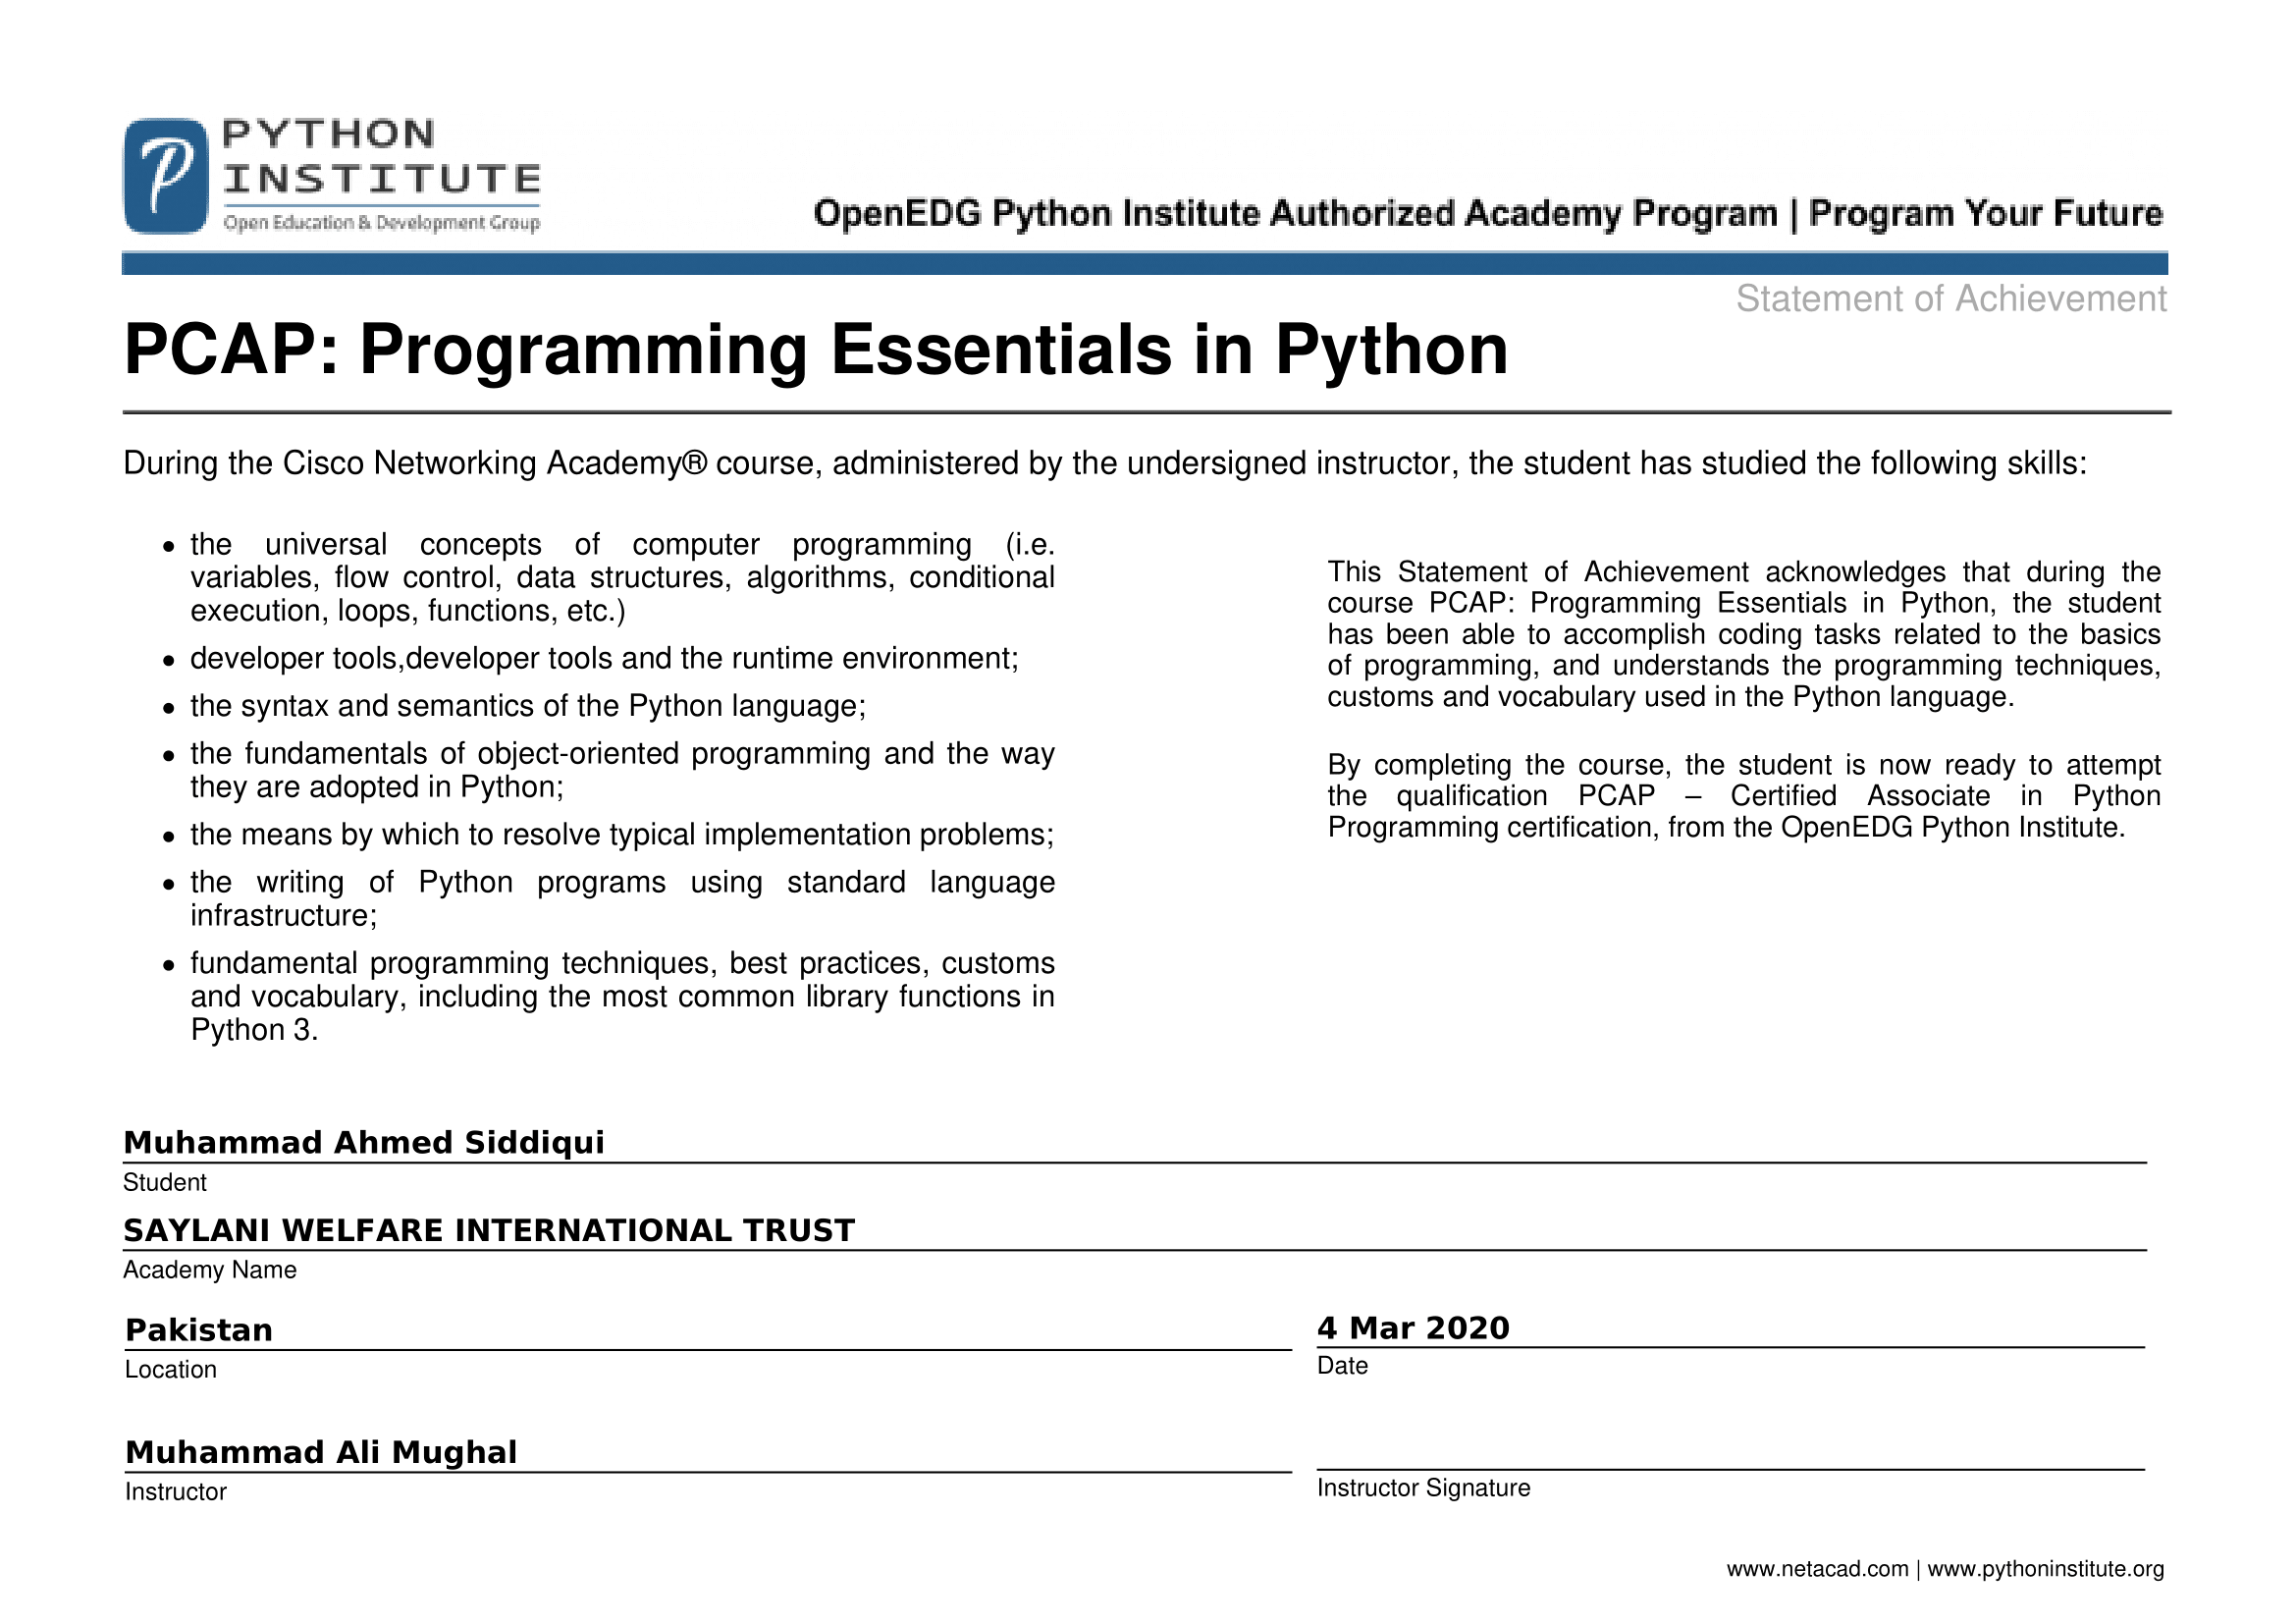 PYTHON
INSTITUTE
Open Education & Development Group
OpenEDG Python Institute Authorized Academy Program | Program Your Future
Statement of Achievement
PCAP: Programming Essentials in Python
During the Cisco Networking Academy® course, administered by the undersigned instructor, the student has studied the following skills:
• the universal concepts of computer programming (i.e.
variables, flow control, data structures, algorithms, conditional
execution, loops, functions, etc.)
• developer tools,developer tools and the runtime environment;
• the syntax and semantics of the Python language;
• the fundamentals of object-oriented programming and the way
they are adopted in Python;
• the means by which to resolve typical implementation problems;
• the writing of Python programs using standard language
infrastructure;
• fundamental programming techniques, best practices, customs
and vocabulary, including the most common library functions in
Python 3.
This Statement of Achievement acknowledges that during the
course PCAP: Programming Essentials in Python, the student
has been able to accomplish coding tasks related to the basics
of programming, and understands the programming techniques,
customs and vocabulary used in the Python language.
By completing the course, the student is now ready to attempt
the qualification PCAP – Certified Associate in Python
Programming certification, from the OpenEDG Python Institute.
Muhammad Ahmed Siddiqui
Student
SAYLANI WELFARE INTERNATIONAL TRUST
Academy Name
Pakistan
Location
4 Mar 2020
Date
Muhammad Ali Mughal
Instructor
Instructor Signature
www.netacad.com | www.pythoninstitute.org